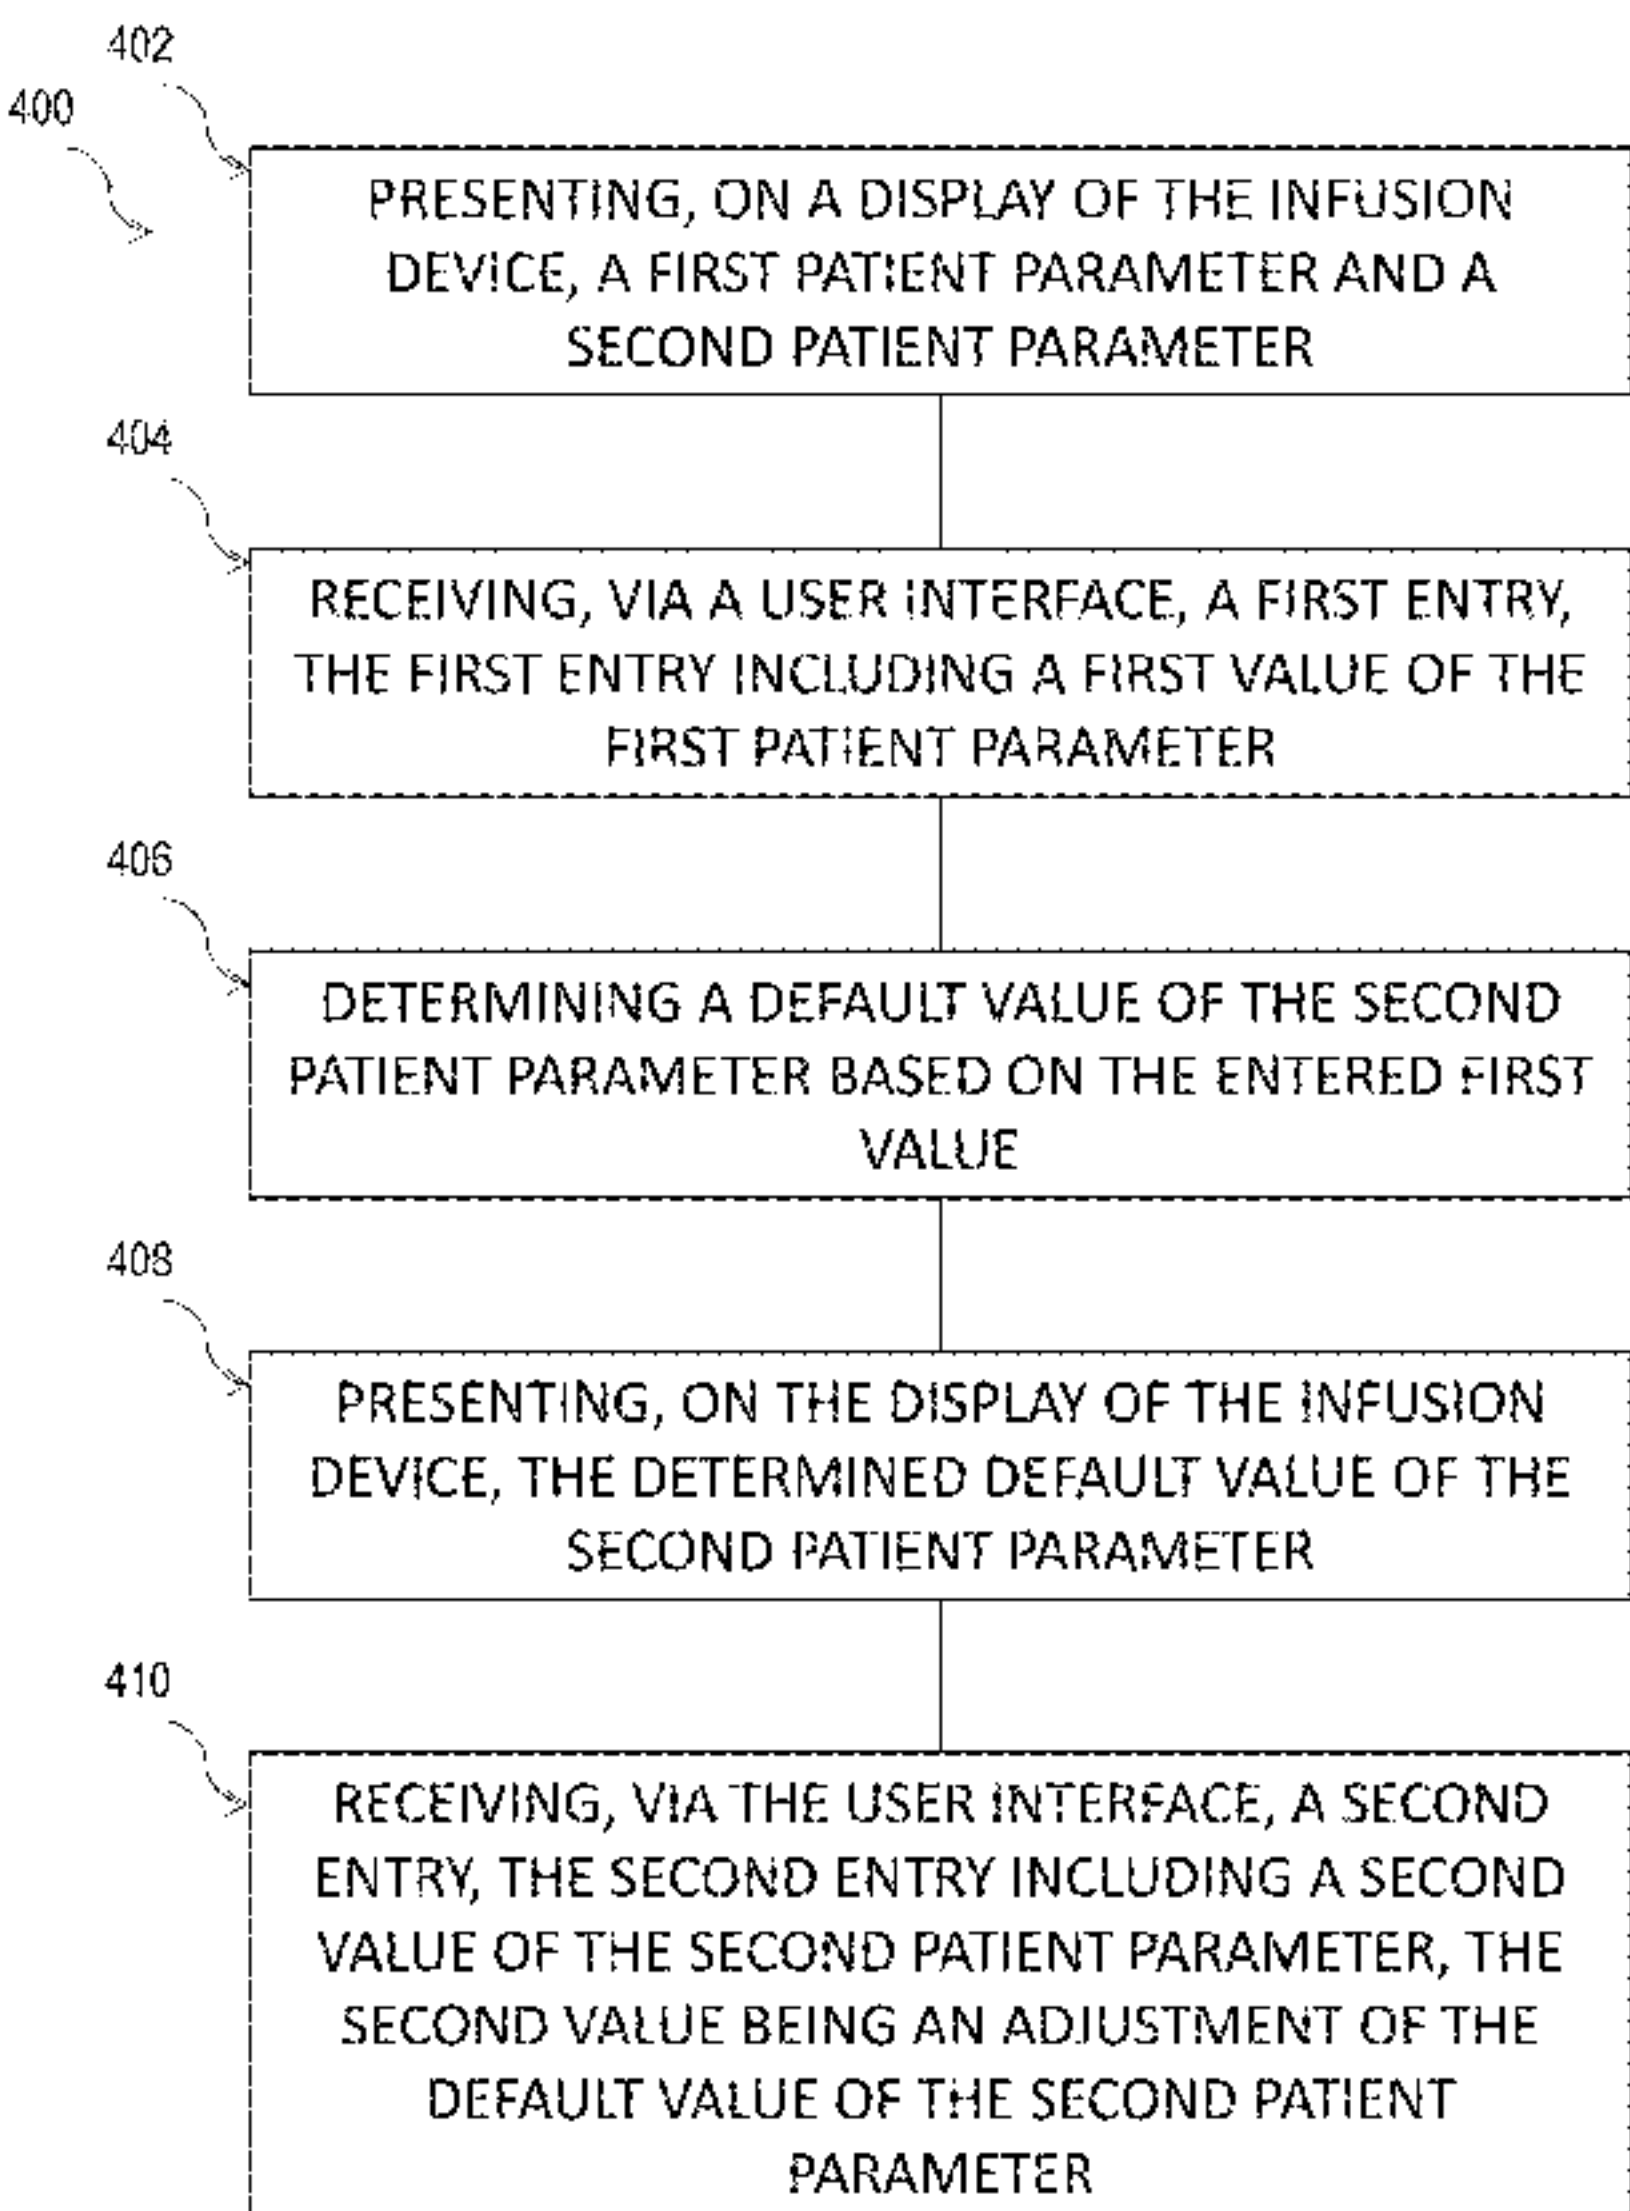 402
400
PRESENTING, ON A DISPLAY OF THE INFUSION
DEVICE, A FIRST PATIENT PARAMETER AND A
SECOND PATIENT PARAMETER
404
RECEIVING, VIA A USER INTERFACE, A FIRST ENTRY,
THE FIRST ENTRY INCLUDING A FIRST VALUE OF THE
FIRST PATIENT PARAMETER
406
DETERMINING A DEFAULT VALUE OF THE SECOND
PATIENT PARAMETER BASED ON THE ENTERED FIRST
VALUE
408
PRESENTING, ON THE DISPLAY OF THE INFUSION
DEVICE, THE DETERMINED DEFAULT VALUE OF THE
SECOND PATIENT PARAMETER
410
RECEIVING, VIA THE USER INTERFACE, A SECOND
ENTRY, THE SECOND ENTRY INCLUDING A SECOND
VALUE OF THE SECOND PATIENT PARAMETER, THE
SECOND VALUE BEING AN ADJUSTMENT OF THE
DEFAULT VALUE OF THE SECOND PATIENT
PARAMETER